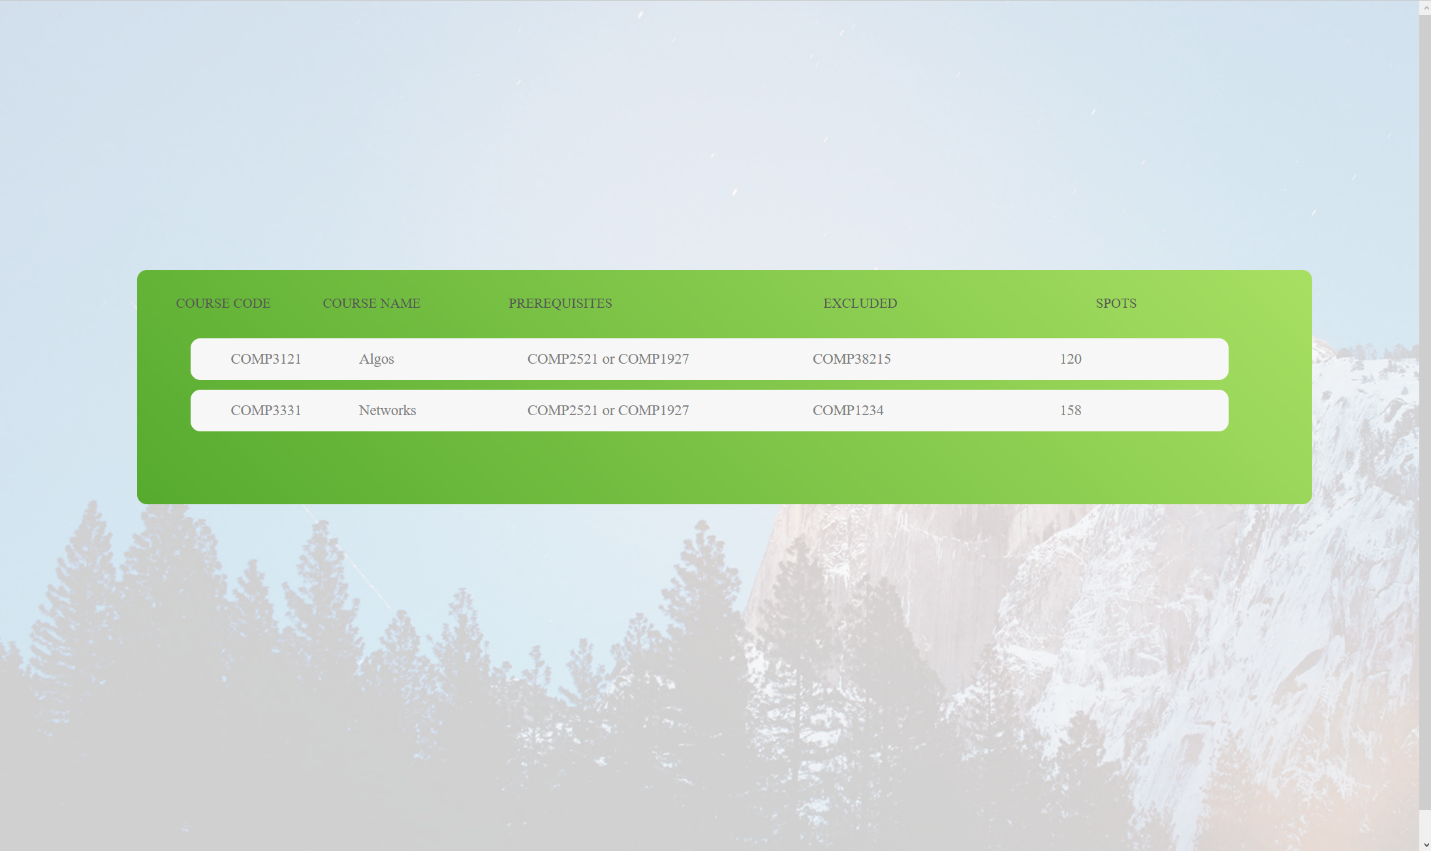 COURSE CODE COURSE NAME PREREQUISITES EXCLUDED SPOTS
COMP3121 Algos COMP2521 or COMP1927 COMP38215 120
COMP3331 Networks COMP2521 or COMP1927 COMP1234 158